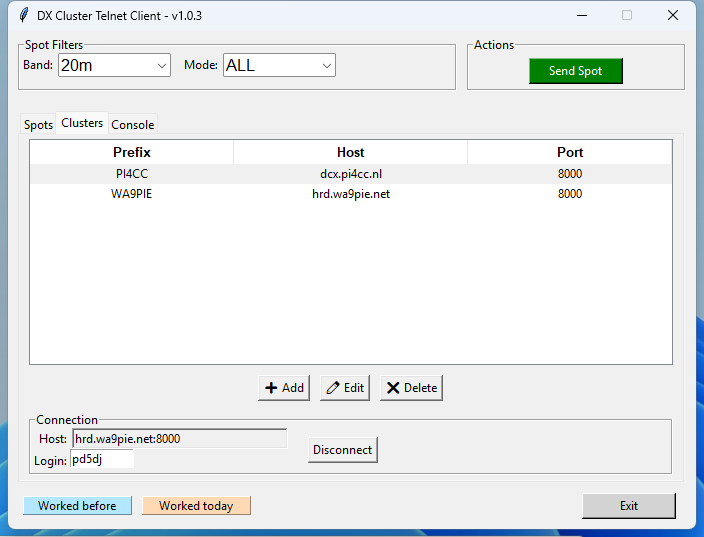 DX Cluster Telnet Client - v1.0.3
Spot Filters
Actions
Band: 20m Mode: ALL
Send Spot
Spots Clusters Console
Prefix Host Port
PI4CC dcx.pi4cc.nl 8000
WA9PIE hrd.wa9pie.net 8000
Add Edit Delete
Connection
Host: hrd.wa9pie.net:8000
Disconnect
Login: pd5dj
Worked before Worked today Exit